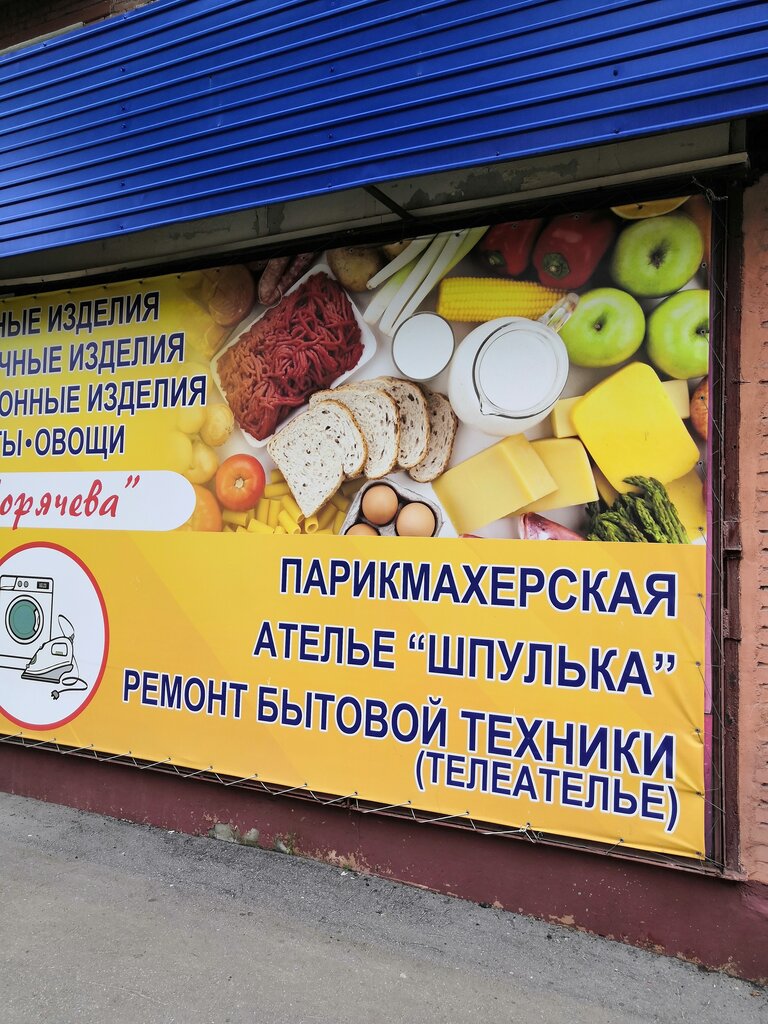 НЫЕ ИЗДЕЛИЯ
ЧНЫЕ ИЗДЕЛИЯ
ОННЫЕ ИЗДЕЛИЯ
ТЫ•ОВОЩИ
орячева”
ПАРИКМАХЕРСКАЯ
АТЕЛЬЕ “ШПУЛЬКА”
РЕМОНТ БЫТОВОЙ ТЕХНИКИ
(ТЕЛЕАТЕЛЬЕ)